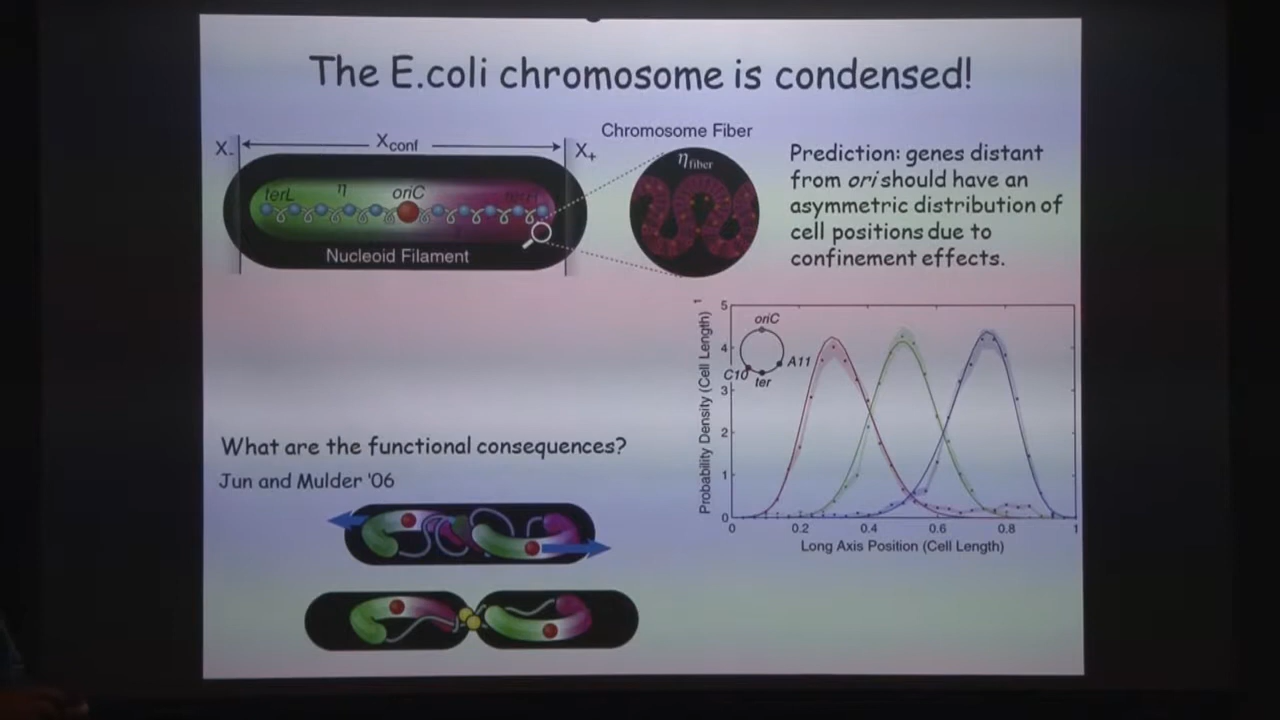 The E.coli chromosome is condensed!
X-
Xconf
X+
terL
η
oriC
Nucleoid Filament
Chromosome Fiber
ηfiber
Prediction: genes distant
from ori should have an
asymmetric distribution of
cell positions due to
confinement effects.
Probability Density (Cell Length)
5
4
3
2
1
0
oriC
A11
C10
ter
0
0.2
0.4
0.6
0.8
1
Long Axis Position (Cell Length)
What are the functional consequences?
Jun and Mulder '06